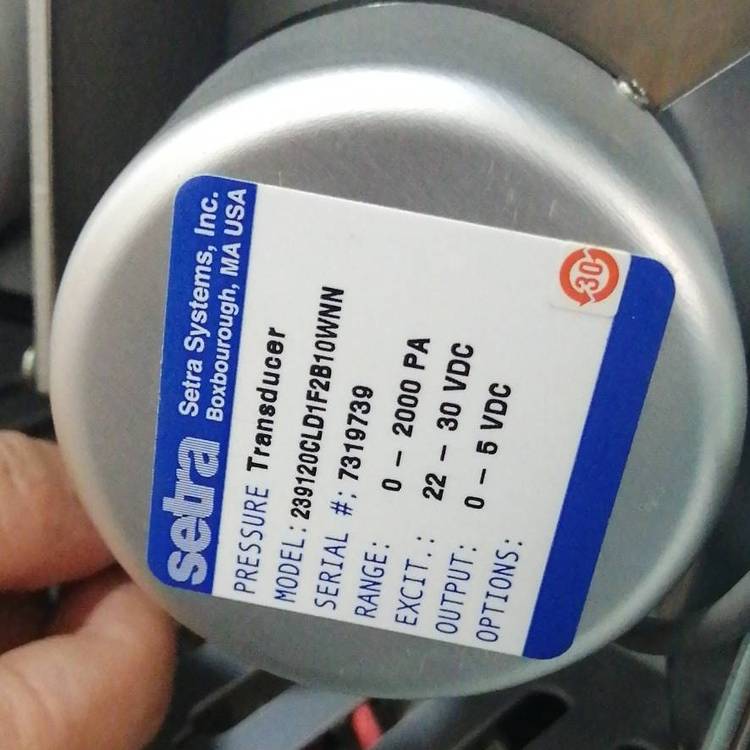 setra Setra Systems, Inc.
Boxbourough, MA USA
PRESSURE Transducer
MODEL: 239120CLD1F2B10WNN
SERIAL #: 7319739
RANGE: 0 - 2000 PA
EXCIT.: 22 - 30 VDC
OUTPUT: 0 - 5 VDC
OPTIONS:
30